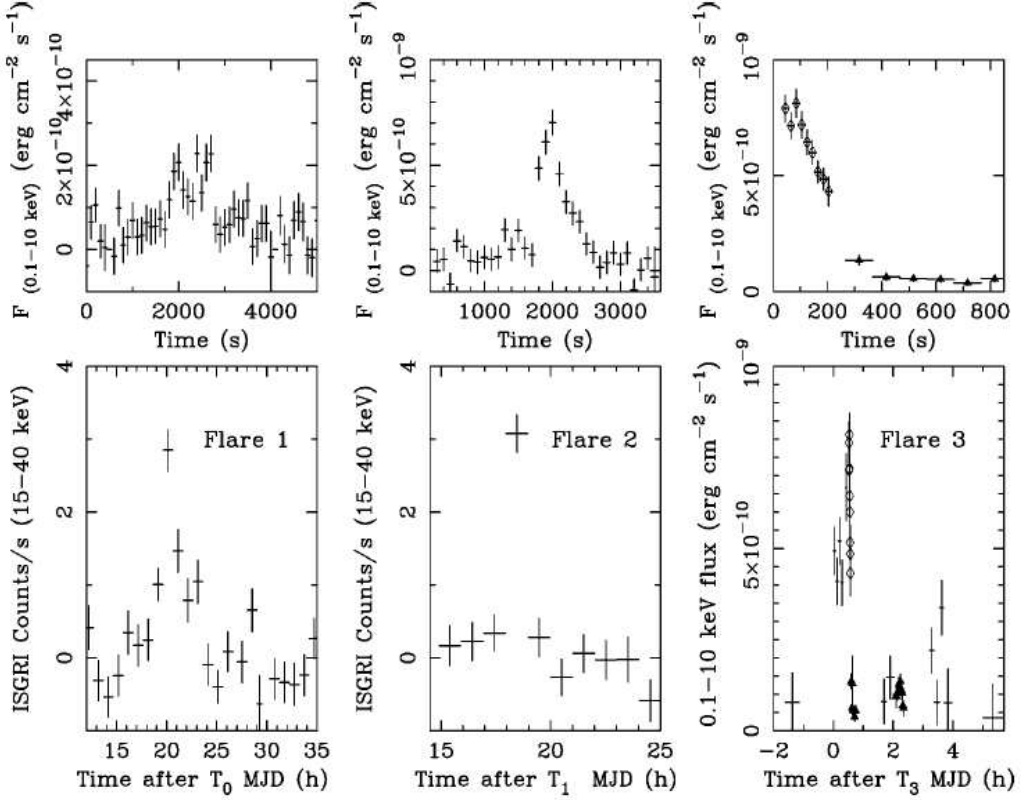 F (0.1−10 keV) (erg cm−2 s−1)
0 2×10−10 4×10−10
0 2000 4000
Time (s)
F (0.1−10 keV) (erg cm−2 s−1)
0 5×10−10 10−9
1000 2000 3000
Time (s)
F (0.1−10 keV) (erg cm−2 s−1)
0 5×10−10 10−9
0 200 400 600 800
Time (s)
ISGRI Counts/s (15−40 keV)
0 2 4
Flare 1
15 20 25 30 35
Time after T0 MJD (h)
ISGRI Counts/s (15−40 keV)
0 2 4
Flare 2
15 20 25
Time after T1 MJD (h)
0.1−10 keV flux (erg cm−2 s−1)
0 5×10−10 10−9
Flare 3
−2 0 2 4
Time after T3 MJD (h)